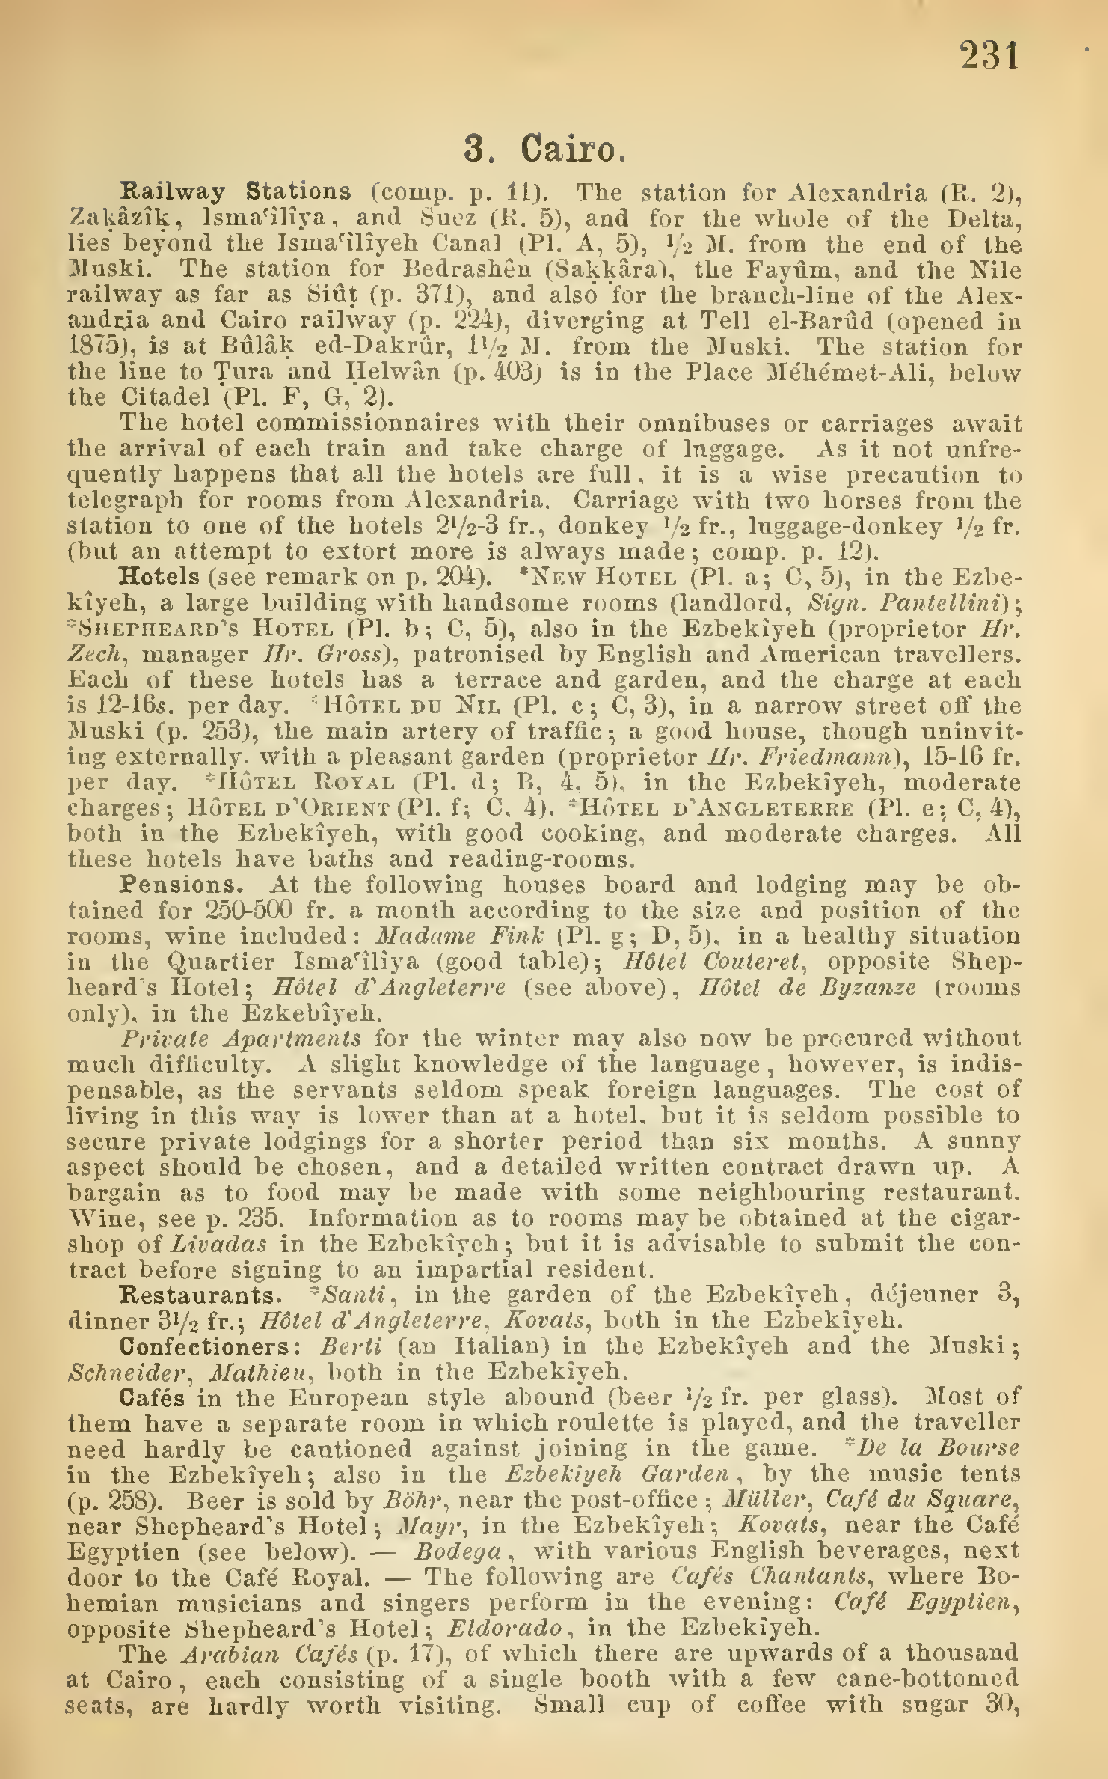 231
3. Cairo.
Railway Stations (comp. p. 11). The station for Alexandria (R. 2),
Zaḳâzîḳ, Isma'ilîya, and Suez (R. 5), and for the whole of the Delta,
lies beyond the Isma'ilîyeh Canal (Pl. A, 5), 1/2 M. from the end of the
Muski. The station for Bedrashên (Saḳḳâra), the Fayûm, and the Nile
railway as far as Siûṭ (p. 371), and also for the branch-line of the Alex-
andria and Cairo railway (p. 224), diverging at Tell el-Barûd (opened in
1875), is at Bûlâḳ ed-Dakrûr, 1 1/2 M. from the Muski. The station for
the line to Ṭura and Ḥelwân (p. 403) is in the Place Méhémet-Ali, below
the Citadel (Pl. F, G, 2).
The hotel commissionnaires with their omnibuses or carriages await
the arrival of each train and take charge of luggage. As it not unfre-
quently happens that all the hotels are full, it is a wise precaution to
telegraph for rooms from Alexandria. Carriage with two horses from the
station to one of the hotels 2 1/2-3 fr., donkey 1/2 fr., luggage-donkey 1/2 fr.
(but an attempt to extort more is always made; comp. p. 12).
Hotels (see remark on p. 204). *New Hotel (Pl. a; C, 5), in the Ezbe-
kîyeh, a large building with handsome rooms (landlord, Sign. Pantellini);
*Shepheard's Hotel (Pl. b; C, 5), also in the Ezbekîyeh (proprietor Hr.
Zech, manager Hr. Gross), patronised by English and American travellers.
Each of these hotels has a terrace and garden, and the charge at each
is 12-16s. per day. *Hôtel du Nil (Pl. c; C, 3), in a narrow street off the
Muski (p. 253), the main artery of traffic; a good house, though uninvit-
ing externally, with a pleasant garden (proprietor Hr. Friedmann), 15-16 fr.
per day. *Hôtel Royal (Pl. d; B, 4, 5), in the Ezbekîyeh, moderate
charges; Hôtel d'Orient (Pl. f; C, 4). *Hôtel d'Angleterre (Pl. e; C, 4),
both in the Ezbekîyeh, with good cooking, and moderate charges. All
these hotels have baths and reading-rooms.
Pensions. At the following houses board and lodging may be ob-
tained for 250-500 fr. a month according to the size and position of the
rooms, wine included: Madame Fink (Pl. g; D, 5), in a healthy situation
in the Quartier Isma'ilîya (good table); Hôtel Couteret, opposite Shep-
heard's Hotel; Hôtel d'Angleterre (see above), Hôtel de Byzanze (rooms
only), in the Ezkebîyeh.
Private Apartments for the winter may also now be procured without
much difficulty. A slight knowledge of the language, however, is indis-
pensable, as the servants seldom speak foreign languages. The cost of
living in this way is lower than at a hotel, but it is seldom possible to
secure private lodgings for a shorter period than six months. A sunny
aspect should be chosen, and a detailed written contract drawn up. A
bargain as to food may be made with some neighbouring restaurant.
Wine, see p. 235. Information as to rooms may be obtained at the cigar-
shop of Livadas in the Ezbekîyeh; but it is advisable to submit the con-
tract before signing to an impartial resident.
Restaurants. *Santi, in the garden of the Ezbekîyeh, déjeuner 3,
dinner 3 1/2 fr.; Hôtel d'Angleterre, Kovats, both in the Ezbekîyeh.
Confectioners: Berti (an Italian) in the Ezbekîyeh and the Muski;
Schneider, Mathieu, both in the Ezbekîyeh.
Cafés in the European style abound (beer 1/2 fr. per glass). Most of
them have a separate room in which roulette is played, and the traveller
need hardly be cautioned against joining in the game. *De la Bourse
in the Ezbekîyeh; also in the Ezbekîyeh Garden, by the music tents
(p. 258). Beer is sold by Böhr, near the post-office; Müller, Café du Square,
near Shepheard's Hotel; Mayr, in the Ezbekîyeh; Kovats, near the Café
Egyptien (see below). — Bodega, with various English beverages, next
door to the Café Royal. — The following are Cafés Chantants, where Bo-
hemian musicians and singers perform in the evening: Café Egyptien,
opposite Shepheard's Hotel; Eldorado, in the Ezbekîyeh.
The Arabian Cafés (p. 17), of which there are upwards of a thousand
at Cairo, each consisting of a single booth with a few cane-bottomed
seats, are hardly worth visiting. Small cup of coffee with sugar 30,